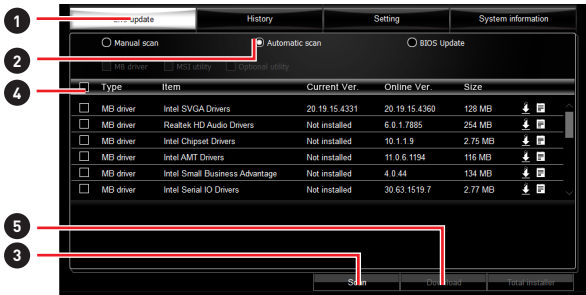 1
Live update History Setting System information
Manual scan Automatic scan BIOS Update
2
MB driver MSI utility Optional utility
4
Type Item Current Ver. Online Ver. Size
MB driver Intel SVGA Drivers 20.19.15.4331 20.19.15.4360 128 MB
MB driver Realtek HD Audio Drivers Not installed 6.0.1.7885 254 MB
MB driver Intel Chipset Drivers Not installed 10.1.1.9 2.75 MB
MB driver Intel AMT Drivers Not installed 11.0.6.1194 116 MB
MB driver Intel Small Business Advantage Not installed 4.0.44 134 MB
MB driver Intel Serial IO Drivers Not installed 30.63.1519.7 2.77 MB
5
3
Scan Download Total Installer